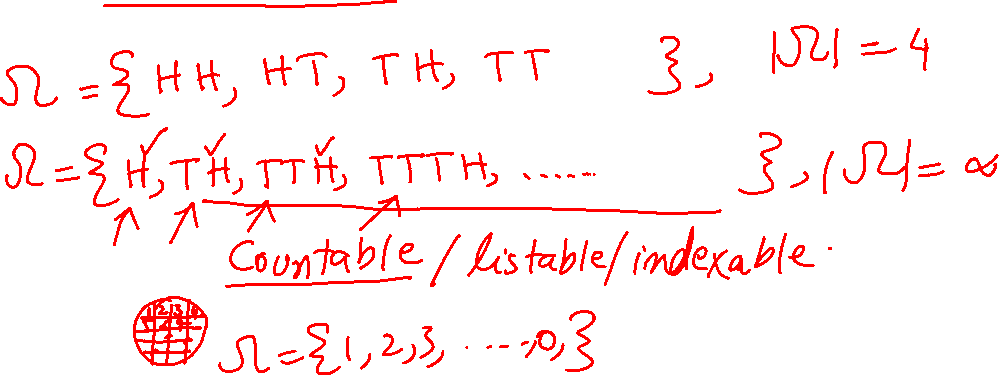 Ω = { HH, HT, TH, TT }, |Ω| = 4
Ω = { H, TH, TTH, TTTH, ...... }, |Ω| = ∞
Countable / listable / indexable.
Ω = {1, 2, 3, ....., 0, }